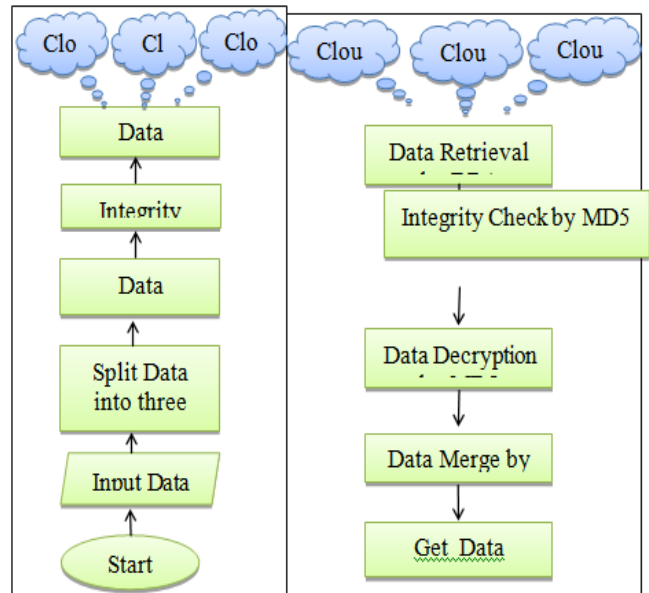 Clo
Cl
Clo
Data
Integrity
Data
Split Data
into three
Input Data
Start
Clou
Clou
Clou
Data Retrieval
Integrity Check by MD5
Data Decryption
Data Merge by
Get Data